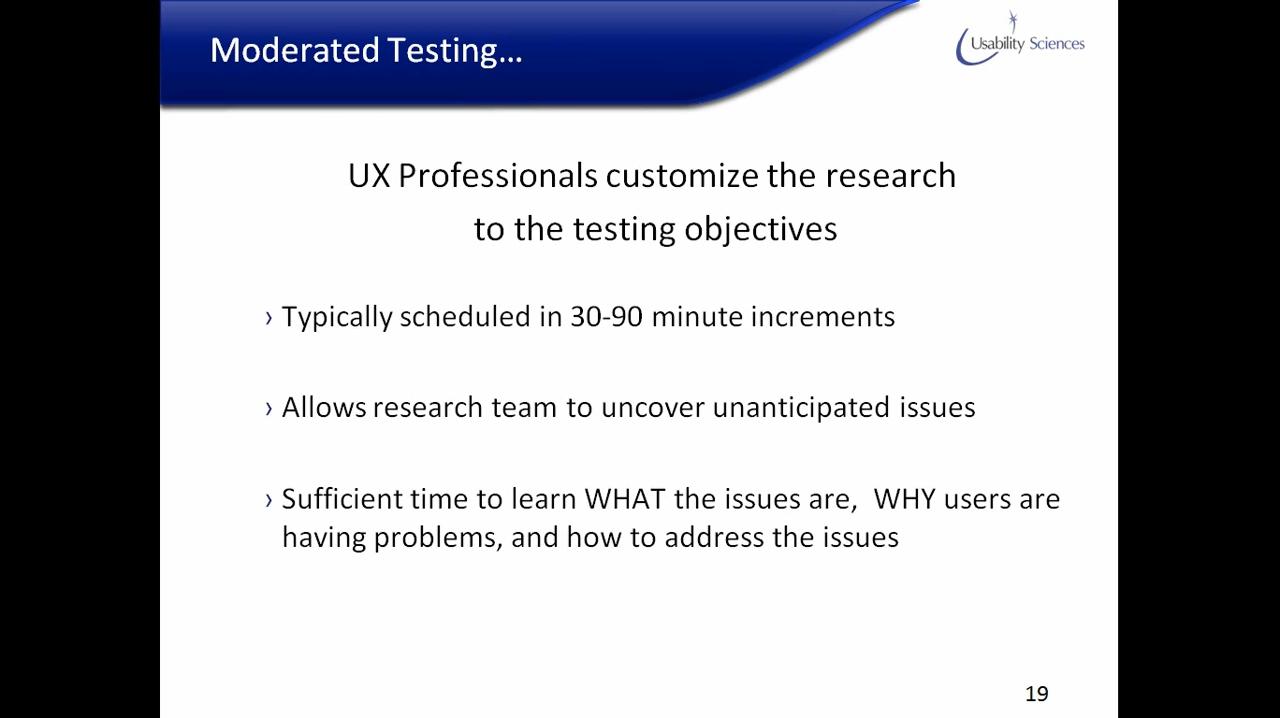 Moderated Testing...
Usability Sciences
UX Professionals customize the research
to the testing objectives
› Typically scheduled in 30-90 minute increments
› Allows research team to uncover unanticipated issues
› Sufficient time to learn WHAT the issues are,  WHY users are
having problems, and how to address the issues
19